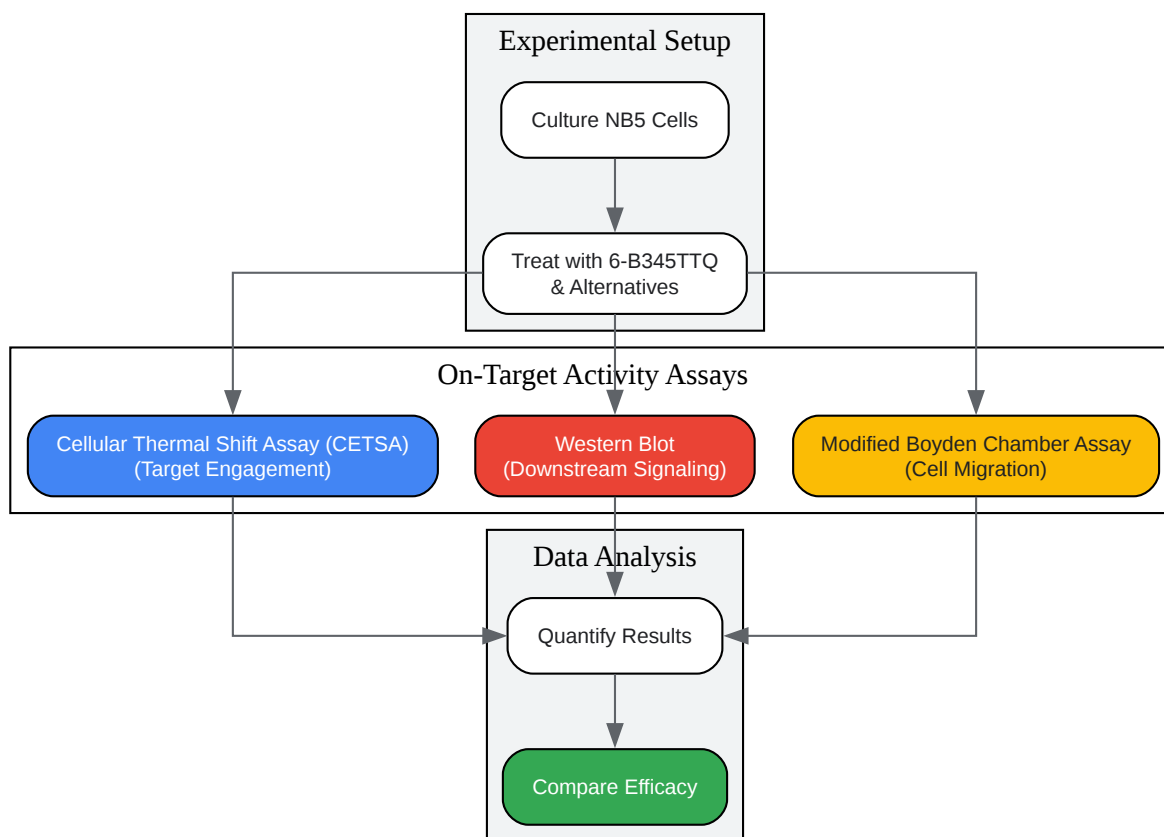 Experimental Setup
Culture NB5 Cells
Treat with 6-B345TTQ
& Alternatives
On-Target Activity Assays
Cellular Thermal Shift Assay (CETSA)
(Target Engagement)
Western Blot
(Downstream Signaling)
Modified Boyden Chamber Assay
(Cell Migration)
Data Analysis
Quantify Results
Compare Efficacy